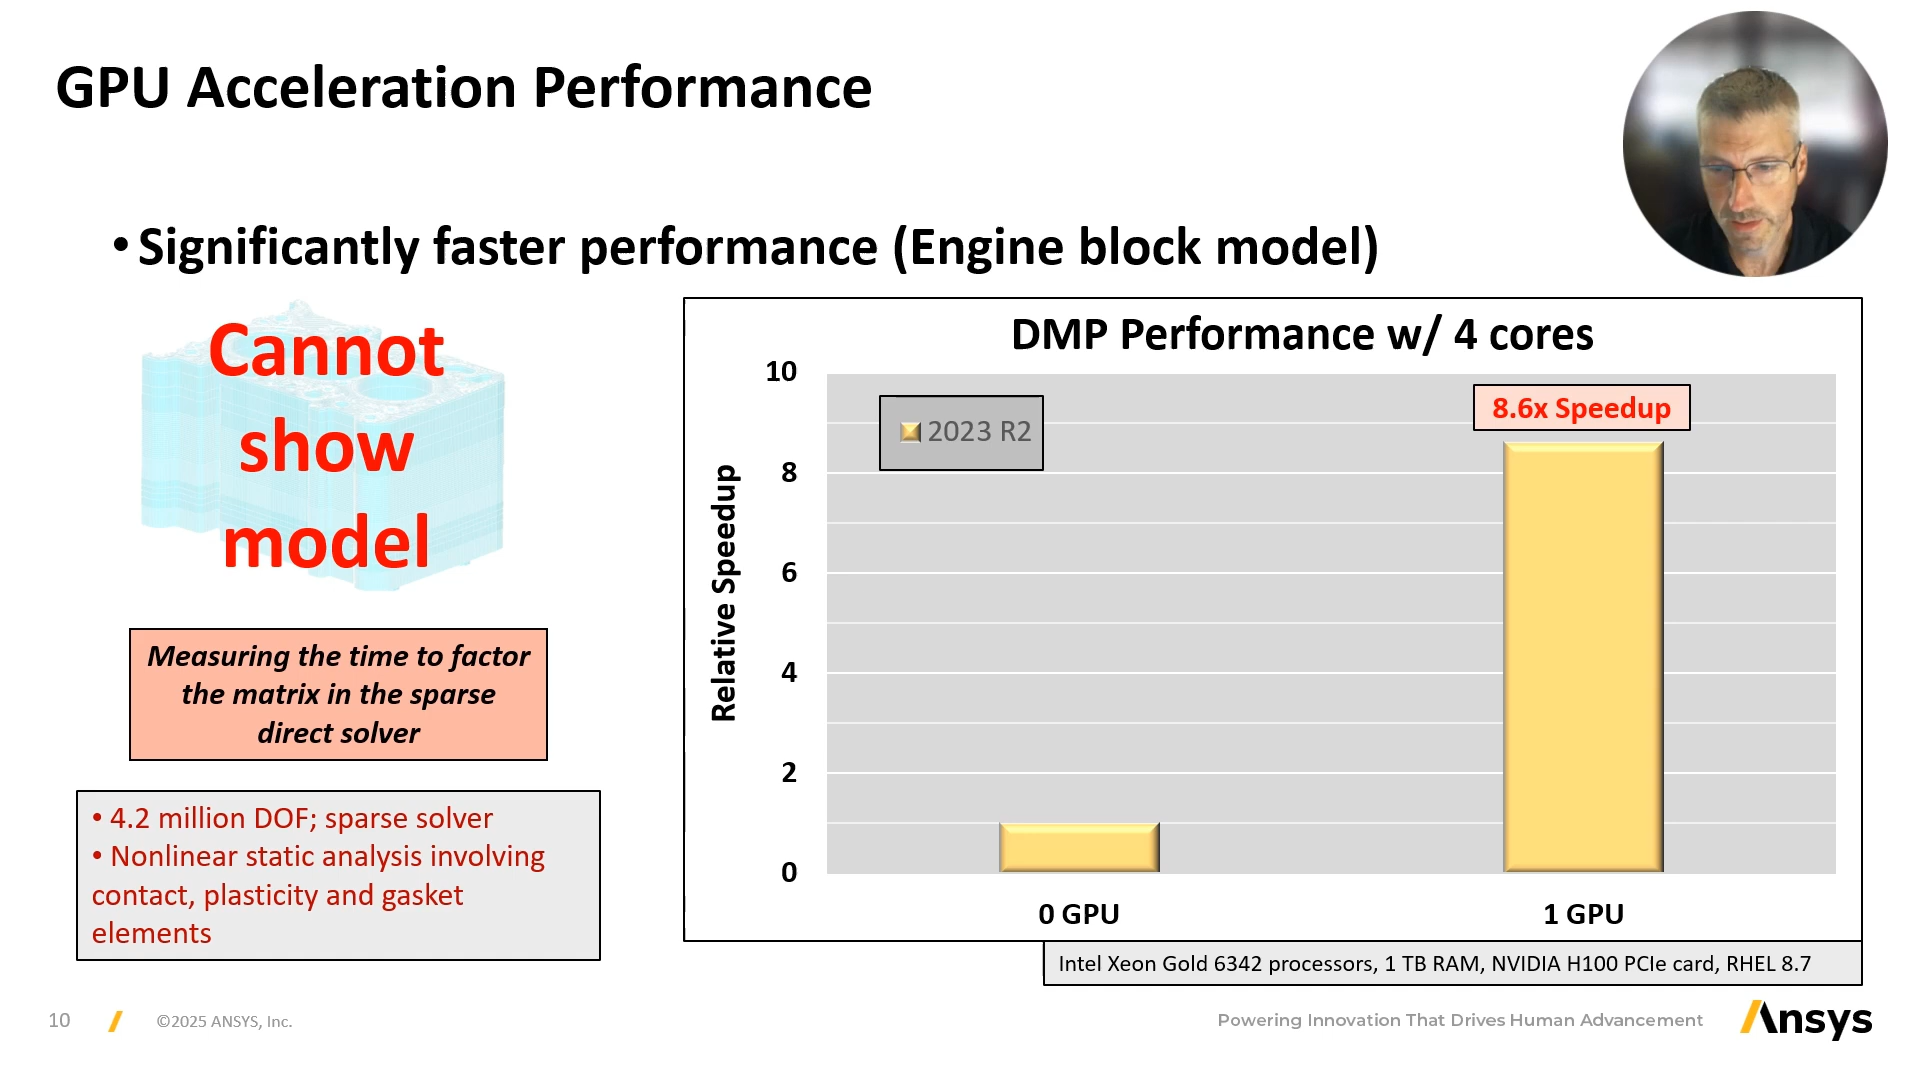 GPU Acceleration Performance
• Significantly faster performance (Engine block model)
Cannot
show
model
Measuring the time to factor
the matrix in the sparse
direct solver
• 4.2 million DOF; sparse solver
• Nonlinear static analysis involving
contact, plasticity and gasket
elements
DMP Performance w/ 4 cores
Relative Speedup
10
8
6
4
2
0
2023 R2
8.6x Speedup
0 GPU
1 GPU
Intel Xeon Gold 6342 processors, 1 TB RAM, NVIDIA H100 PCIe card, RHEL 8.7
10
©2025 ANSYS, Inc.
Powering Innovation That Drives Human Advancement
Ansys